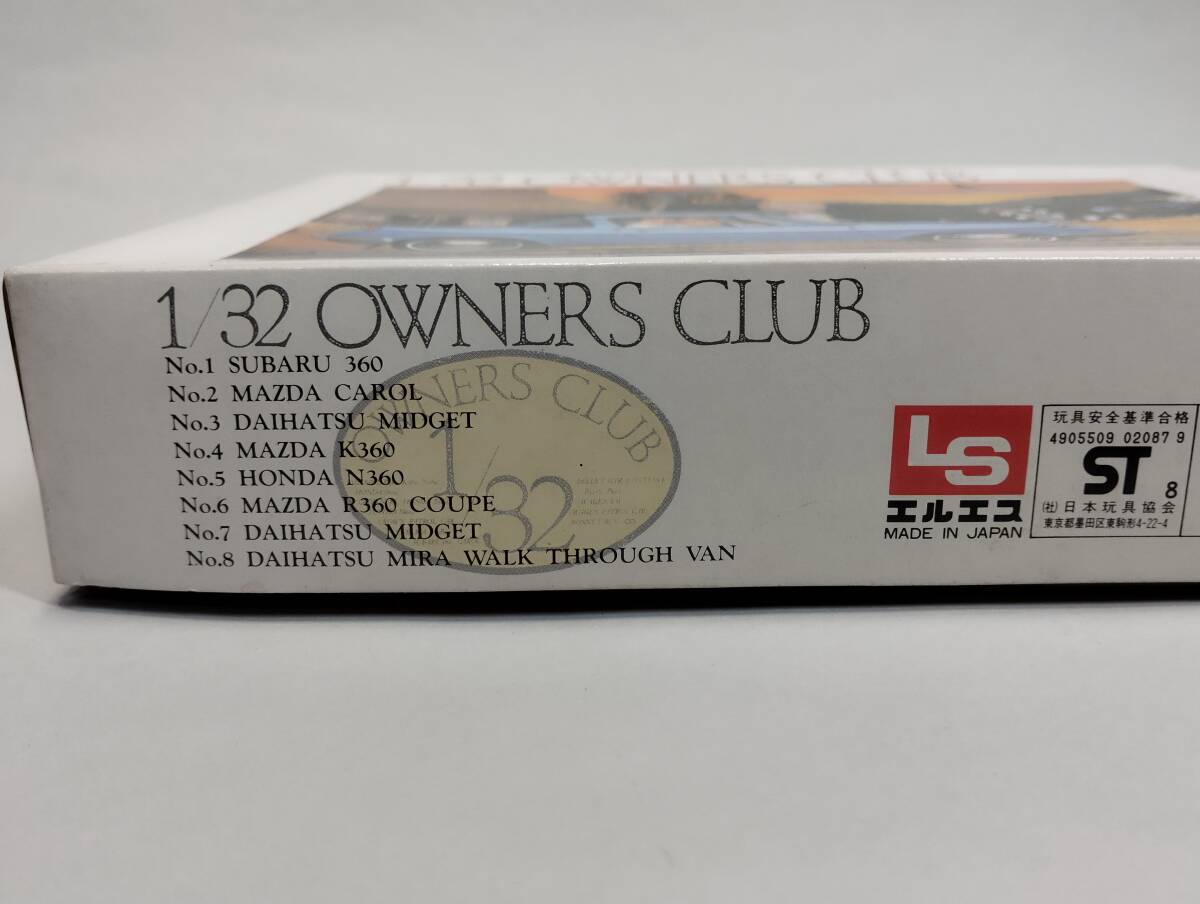 1/32 OWNERS CLUB
1/32 OWNERS CLUB
No.1 SUBARU 360
No.2 MAZDA CAROL
No.3 DAIHATSU MIDGET
No.4 MAZDA K360
No.5 HONDA N360
No.6 MAZDA R360 COUPE
No.7 DAIHATSU MIDGET
No.8 DAIHATSU MIRA WALK THROUGH VAN
OWNERS CLUB
1/32
LS
エルエス
MADE IN JAPAN
玩具安全基準合格
4905509 02087 9
ST 8
(社)日本玩具協会
東京都墨田区東駒形4-22-4